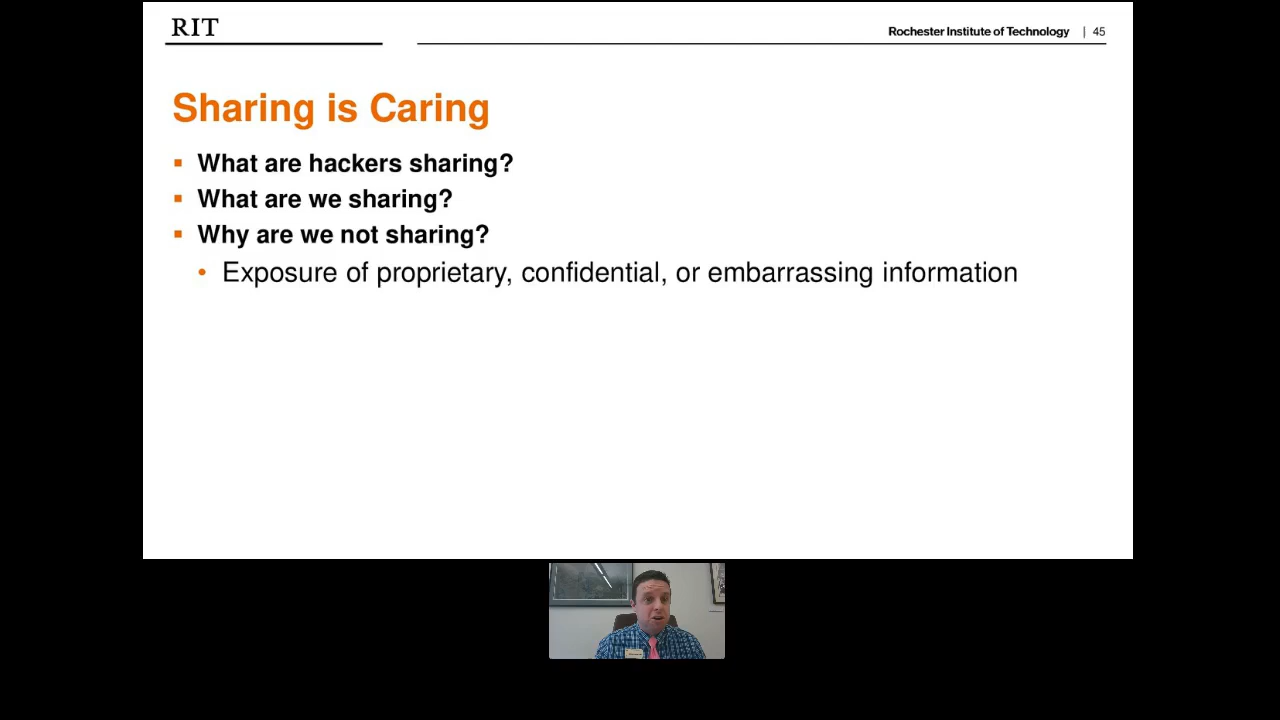 RIT
Rochester Institute of Technology | 45
Sharing is Caring
▪ What are hackers sharing?
▪ What are we sharing?
▪ Why are we not sharing?
• Exposure of proprietary, confidential, or embarrassing information